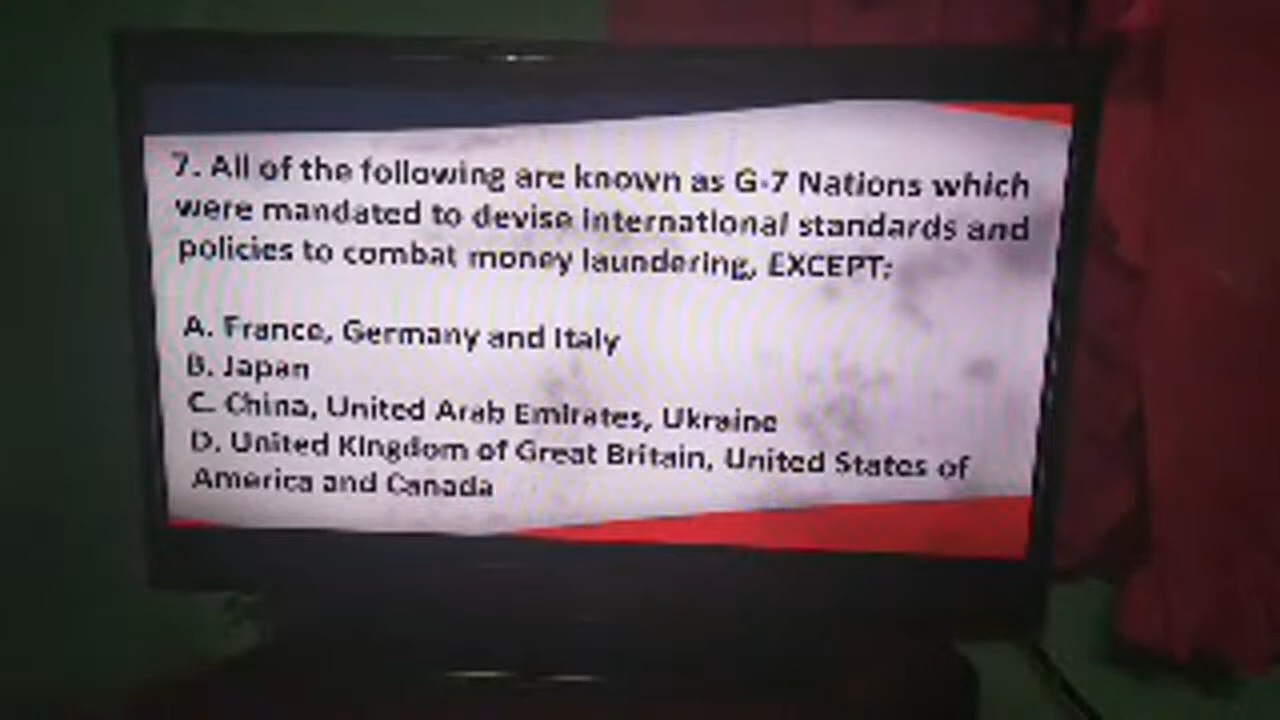 7. All of the following are known as G-7 Nations which
were mandated to devise international standards and
policies to combat money laundering, EXCEPT:
A. France, Germany and Italy
B. Japan
C. China, United Arab Emirates, Ukraine
D. United Kingdom of Great Britain, United States of
America and Canada